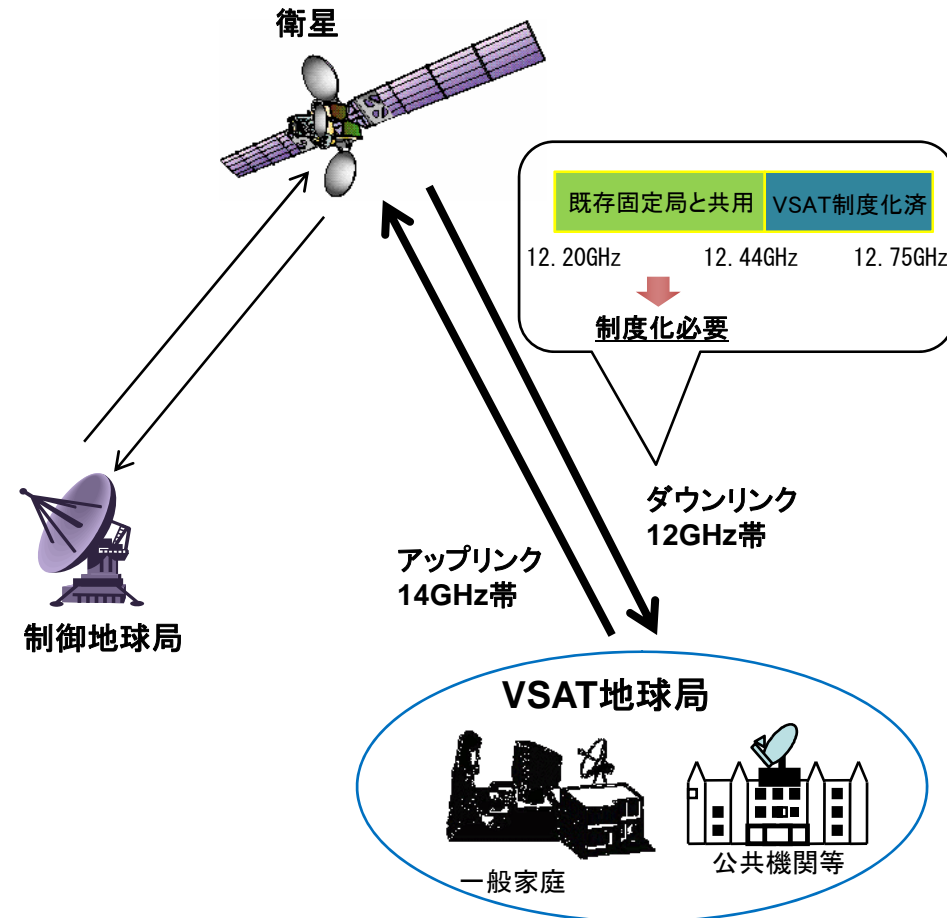 衛星
既存固定局と共用 VSAT制度化済
12.20GHz 12.44GHz 12.75GHz
制度化必要
ダウンリンク
12GHz帯
アップリンク
14GHz帯
制御地球局
VSAT地球局
一般家庭
公共機関等